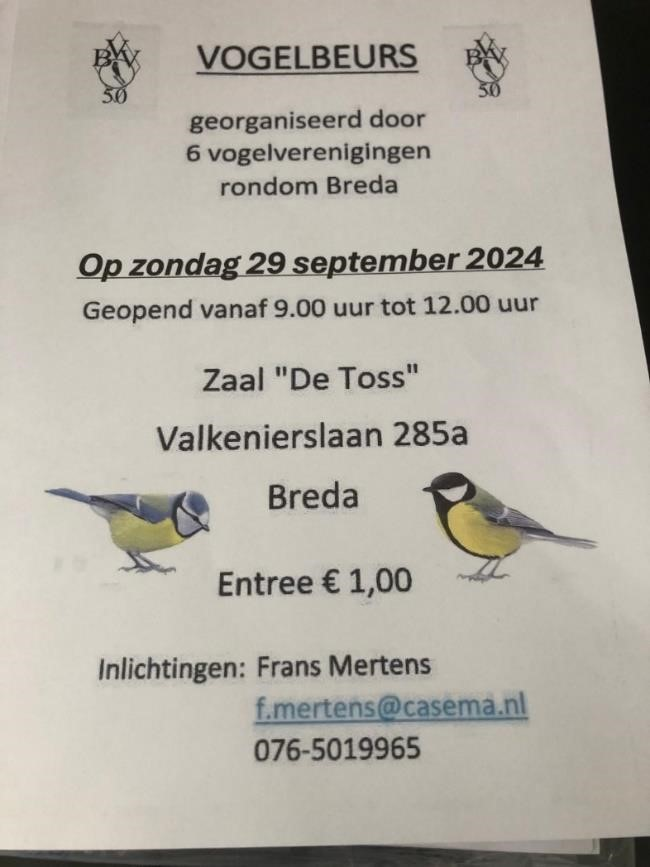 BVW
50
VOGELBEURS
BVW
50
georganiseerd door
6 vogelverenigingen
rondom Breda
Op zondag 29 september 2024
Geopend vanaf 9.00 uur tot 12.00 uur
Zaal "De Toss"
Valkenierslaan 285a
Breda
Entree € 1,00
Inlichtingen: Frans Mertens
f.mertens@casema.nl
076-5019965